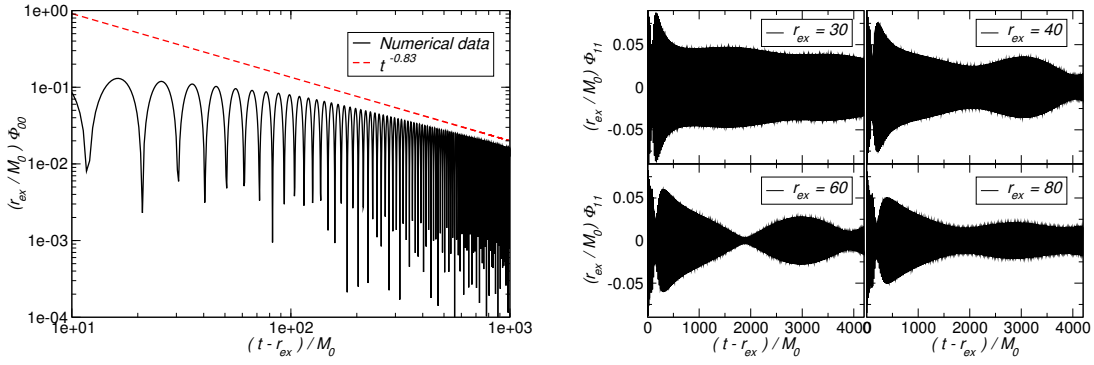 1e+00
1e-01
1e-02
1e-03
1e-04
(r_ex / M_0) Φ_00
Numerical data
t^-0.83
1e+01
1e+02
1e+03
(t - r_ex) / M_0
r_ex = 30
r_ex = 40
0.05
0
-0.05
(r_ex / M_0) Φ_11
r_ex = 60
r_ex = 80
0.05
0
-0.05
(r_ex / M_0) Φ_11
0 1000 2000 3000 4000
0 1000 2000 3000 4000
(t - r_ex) / M_0
(t - r_ex) / M_0